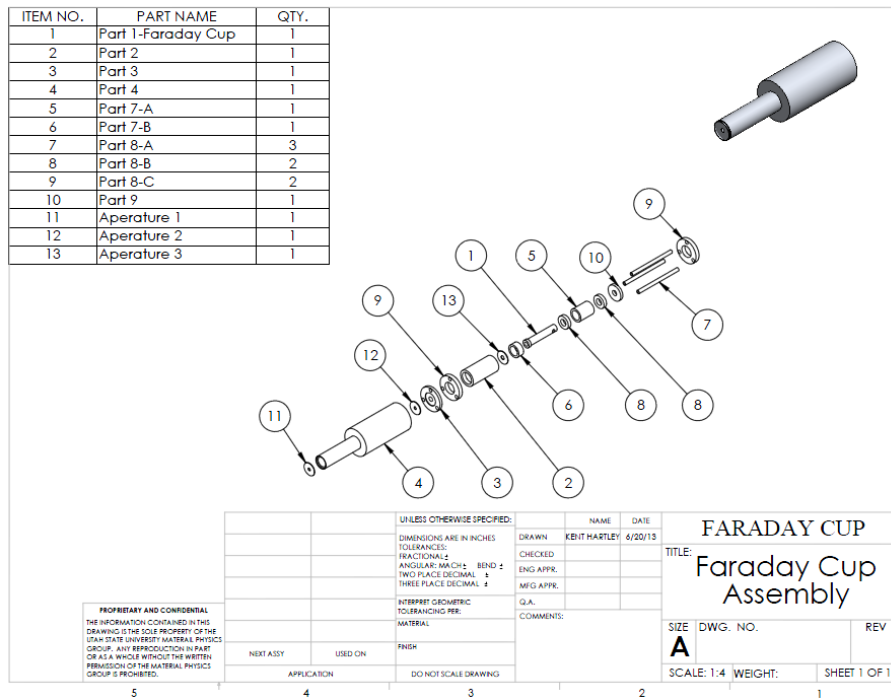 ITEM NO. PART NAME QTY.
1 Part 1-Faraday Cup 1
2 Part 2 1
3 Part 3 1
4 Part 4 1
5 Part 7-A 1
6 Part 7-B 1
7 Part 8-A 3
8 Part 8-B 2
9 Part 8-C 2
10 Part 9 1
11 Aperature 1 1
12 Aperature 2 1
13 Aperature 3 1
9
1
5
10
9
13
7
12
6
8
8
11
4
3
2
PROPRIETARY AND CONFIDENTIAL
THE INFORMATION CONTAINED IN THIS
DRAWING IS THE SOLE PROPERTY OF THE
UTAH STATE UNIVERSITY MATERAIL PHYSICS
GROUP. ANY REPRODUCTION IN PART
OR AS A WHOLE WITHOUT THE WRITTEN
PERMISSION OF THE MATERIAL PHYSICS
GROUP IS PROHIBITED.
NEXT ASSY USED ON
APPLICATION
UNLESS OTHERWISE SPECIFIED:
DIMENSIONS ARE IN INCHES
TOLERANCES:
FRACTIONAL ±
ANGULAR: MACH ± BEND ±
TWO PLACE DECIMAL ±
THREE PLACE DECIMAL ±
INTERPRET GEOMETRIC
TOLERANCING PER:
MATERIAL
FINISH
DO NOT SCALE DRAWING
NAME DATE
DRAWN KENT HARTLEY 6/20/13
CHECKED
ENG APPR.
MFG APPR.
Q.A.
COMMENTS:
FARADAY CUP
TITLE:
Faraday Cup
Assembly
SIZE DWG. NO. REV
A
SCALE: 1:4 WEIGHT: SHEET 1 OF 1
5 4 3 2 1